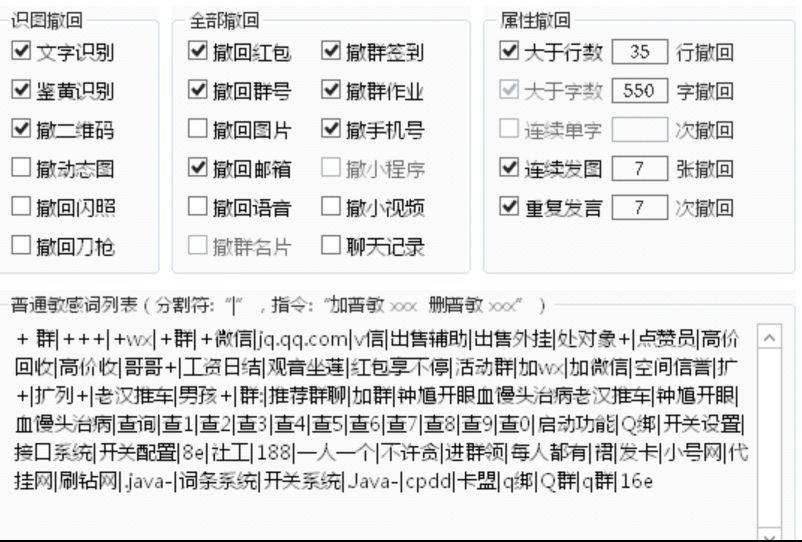 识图撤回 全部撤回 属性撤回
文字识别 撤回红包 撤群签到 大于行数 35 行撤回
鉴黄识别 撤回群号 撤群作业 大于字数 550 字撤回
撤二维码 撤回图片 撤手机号 连续单字 次撤回
撤动态图 撤回邮箱 撤小程序 连续发图 7 张撤回
撤回闪照 撤回语音 撤小视频 重复发言 7 次撤回
撤回刀枪 撤群名片 聊天记录
普通敏感词列表（分割符："|" ，指令："加普敏 xxx 删普敏 xxx" ）
+ 群|+++|+wx|+群|+微信|jq.qq.com|v信|出售辅助|出售外挂|处对象+|点赞员|高价
回收|高价收|哥哥+|工资日结|观音坐莲|红包享不停|活动群|加wx|加微信|空间信誉|扩
+|扩列+|老汉推车|男孩+|群:|推荐群聊|加群|钟馗开眼血馒头治病老汉推车|钟馗开眼|
血馒头治病|查询|查1|查2|查3|查4|查5|查6|查7|查8|查9|查0|启动功能|Q绑|开关设置|
接口系统|开关配置|8e|社工|188|一人一个|不许贪|进群领|每人都有|裙|发卡|小号网|代
挂网|刷钻网|.java-|词条系统|开关系统|Java-|cpdd|卡盟|q绑|Q群|q群|16e